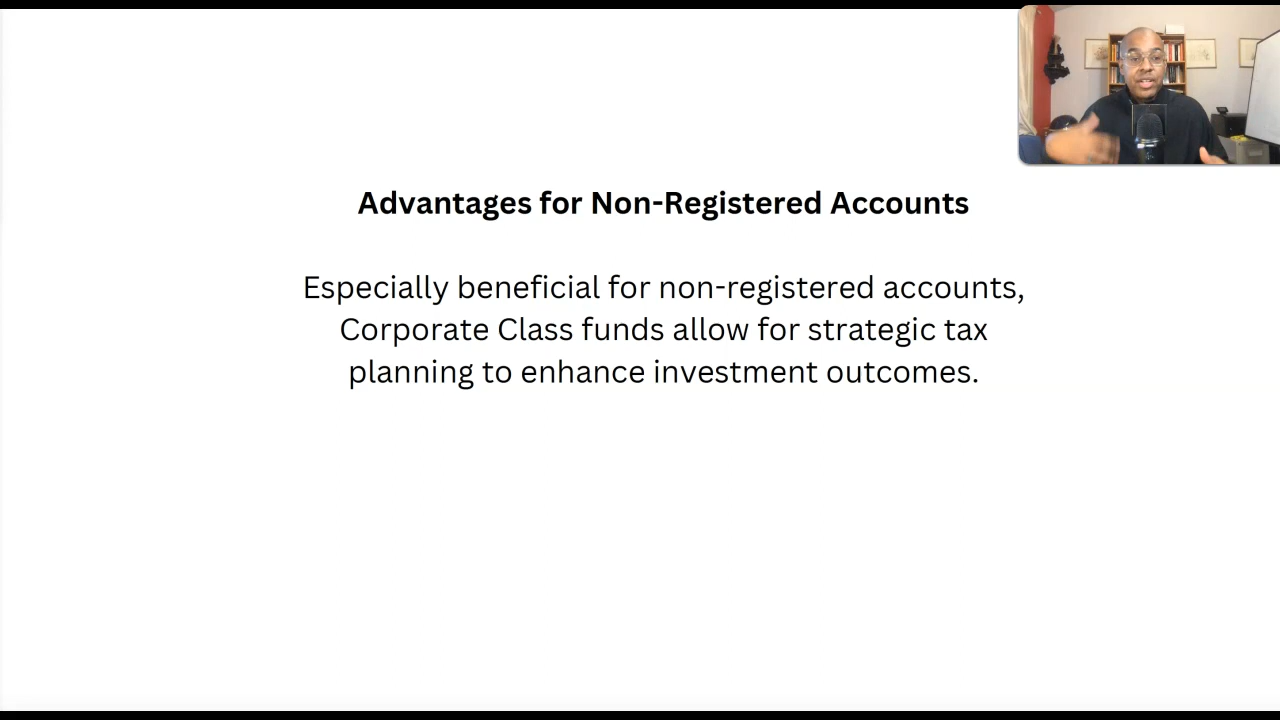 Advantages for Non-Registered Accounts
Especially beneficial for non-registered accounts,
Corporate Class funds allow for strategic tax
planning to enhance investment outcomes.